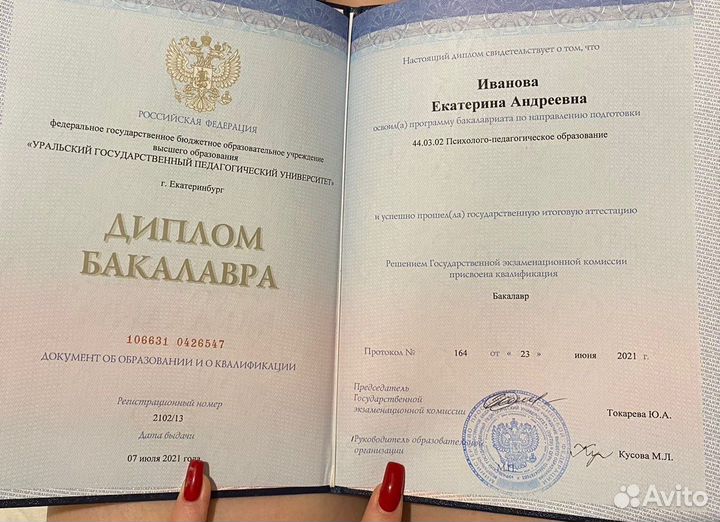 РОССИЙСКАЯ ФЕДЕРАЦИЯ
федеральное государственное бюджетное образовательное учреждение
высшего образования
«УРАЛЬСКИЙ ГОСУДАРСТВЕННЫЙ ПЕДАГОГИЧЕСКИЙ УНИВЕРСИТЕТ»
г. Екатеринбург
ДИПЛОМ
БАКАЛАВРА
106631 0426547
ДОКУМЕНТ ОБ ОБРАЗОВАНИИ И О КВАЛИФИКАЦИИ
Регистрационный номер
2102/13
Дата выдачи
07 июля 2021 года
Настоящий диплом свидетельствует о том, что
Иванова
Екатерина Андреевна
освоил(а) программу бакалавриата по направлению подготовки
44.03.02 Психолого-педагогическое образование
и успешно прошел(ла) государственную итоговую аттестацию
Решением Государственной экзаменационной комиссии
присвоена квалификация
Бакалавр
Протокол № 164 от « 23 » июня 2021 г.
Председатель
Государственной
экзаменационной комиссии
Токарева Ю.А.
Руководитель образовательной
организации
Кусова М.Л.
М.П.
Avito